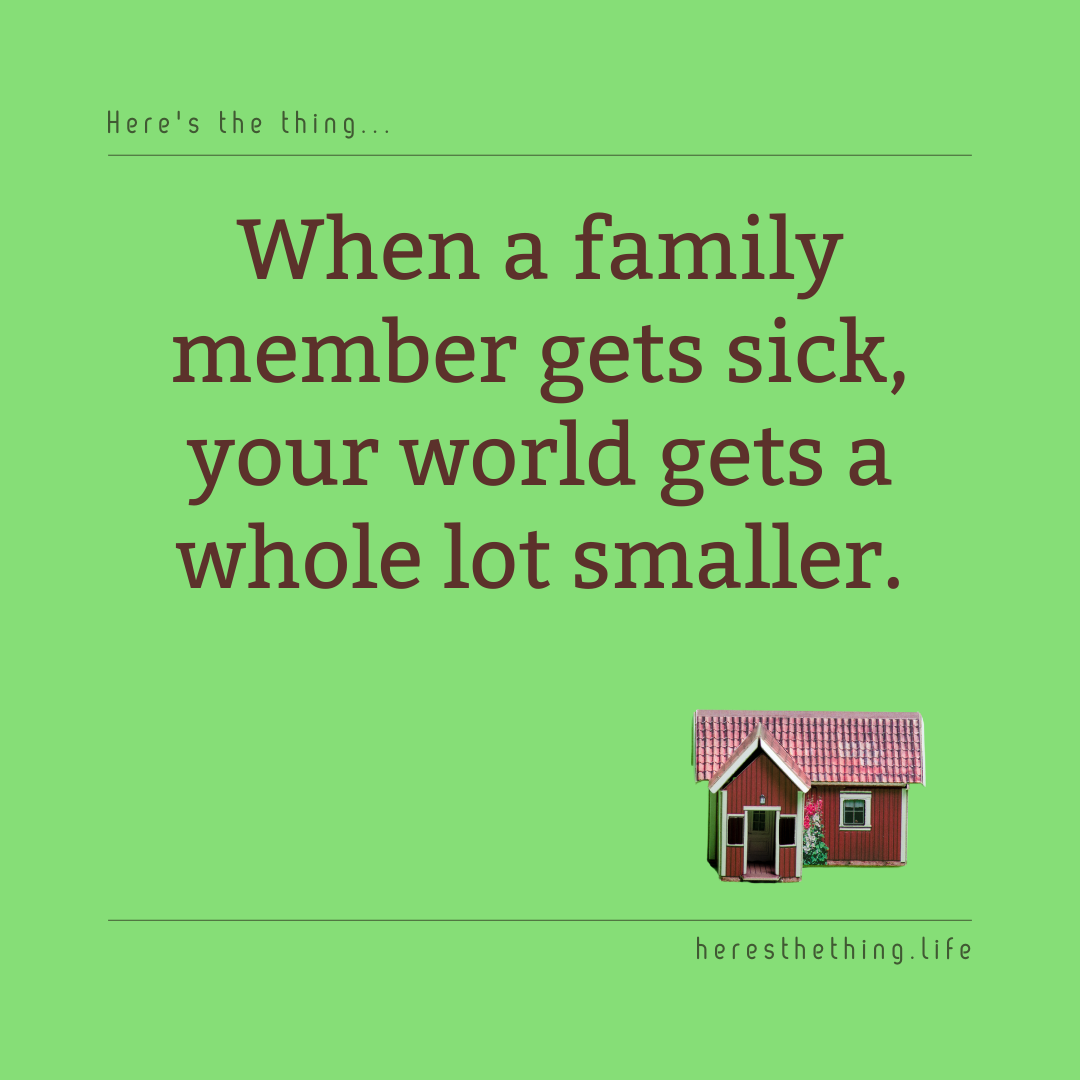 Here's the thing...
When a family
member gets sick,
your world gets a
whole lot smaller.
heresthething.life